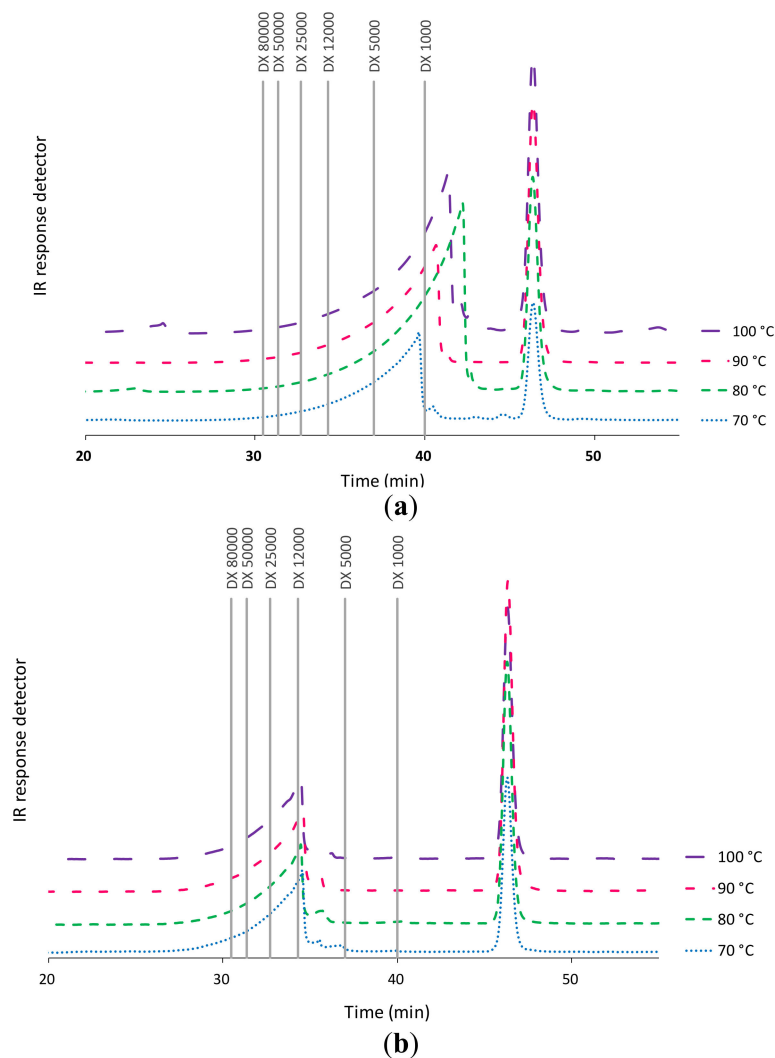 DX 80000
DX 50000
DX 25000
DX 12000
DX 5000
DX 1000
IR response detector
100 °C
90 °C
80 °C
70 °C
20
30
40
50
Time (min)
(a)
DX 80000
DX 50000
DX 25000
DX 12000
DX 5000
DX 1000
IR response detector
100 °C
90 °C
80 °C
70 °C
20
30
40
50
Time (min)
(b)